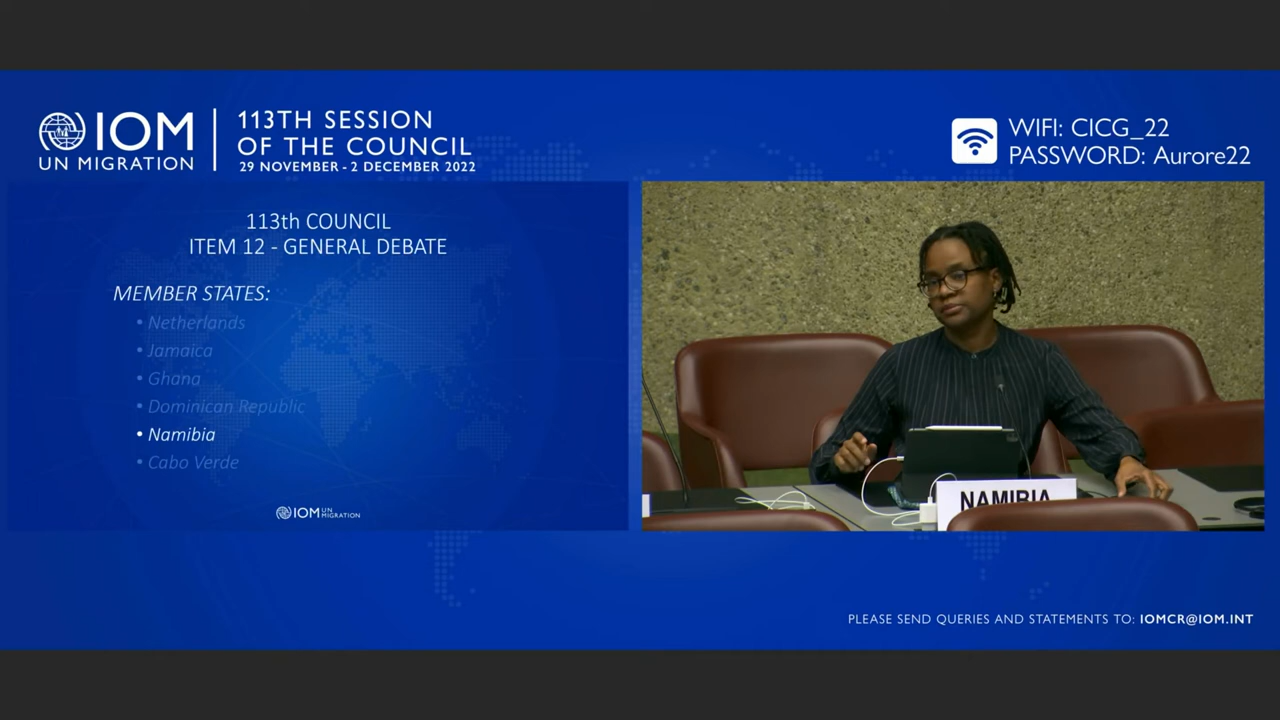 IOM
UN MIGRATION
113TH SESSION
OF THE COUNCIL
29 NOVEMBER - 2 DECEMBER 2022
WIFI: CICG_22
PASSWORD: Aurore22
113th COUNCIL
ITEM 12 - GENERAL DEBATE
MEMBER STATES:
• Netherlands
• Jamaica
• Ghana
• Dominican Republic
• Namibia
• Cabo Verde
IOM UN MIGRATION
NAMIBIA
PLEASE SEND QUERIES AND STATEMENTS TO: IOMCR@IOM.INT